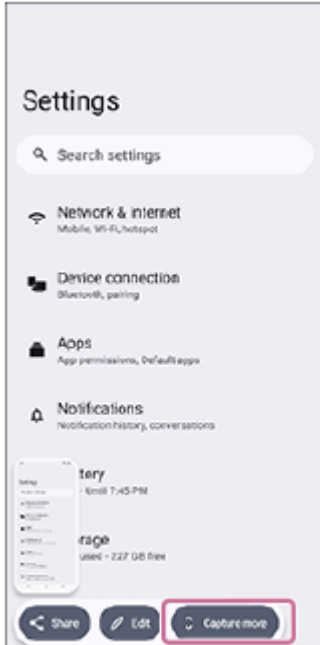 Settings
Search settings
Network & internet
Mobile, Wi-Fi, hotspot
Device connection
Bluetooth, pairing
Apps
App permissions, Default apps
Notifications
Notification history, conversations
tery
- Until 7:45 PM
rage
used - 227 GB free
Share
Edit
Capture more